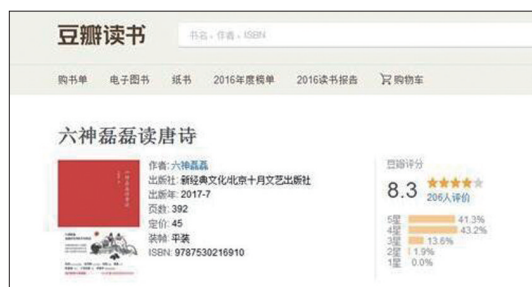 豆瓣读书
书名、作者、ISBN
购书单 电子图书 纸书 2016年度榜单 2016读书报告 购物车
六神磊磊读唐诗
作者: 六神磊磊
出版社: 新经典文化/北京十月文艺出版社
出版年: 2017-7
页数: 392
定价: 45
装帧: 平装
ISBN: 9787530216910
豆瓣评分
8.3
206人评价
5星 41.3%
4星 43.2%
3星 13.6%
2星 1.9%
1星 0.0%